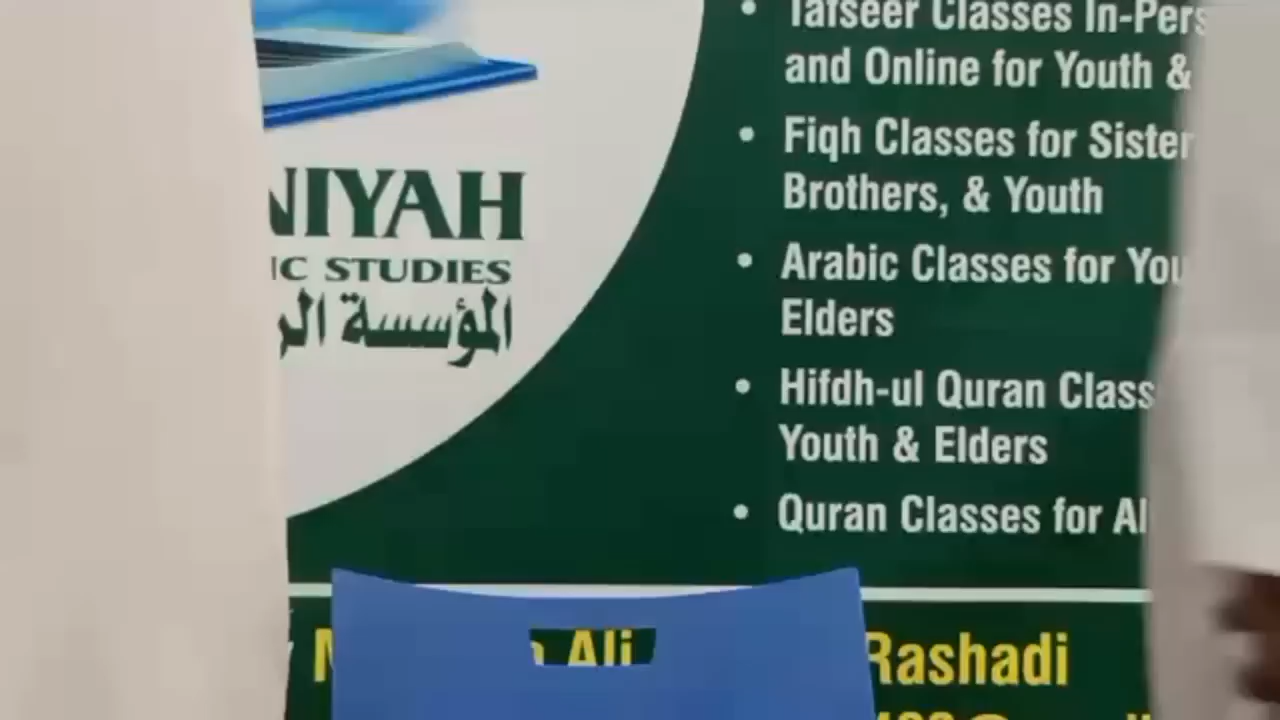 NIYAH
IC STUDIES
المؤسسة
• Tafseer Classes In-Pers
and Online for Youth &
• Fiqh Classes for Sister
Brothers, & Youth
• Arabic Classes for You
Elders
• Hifdh-ul Quran Class
Youth & Elders
• Quran Classes for Al
Ali Rashadi